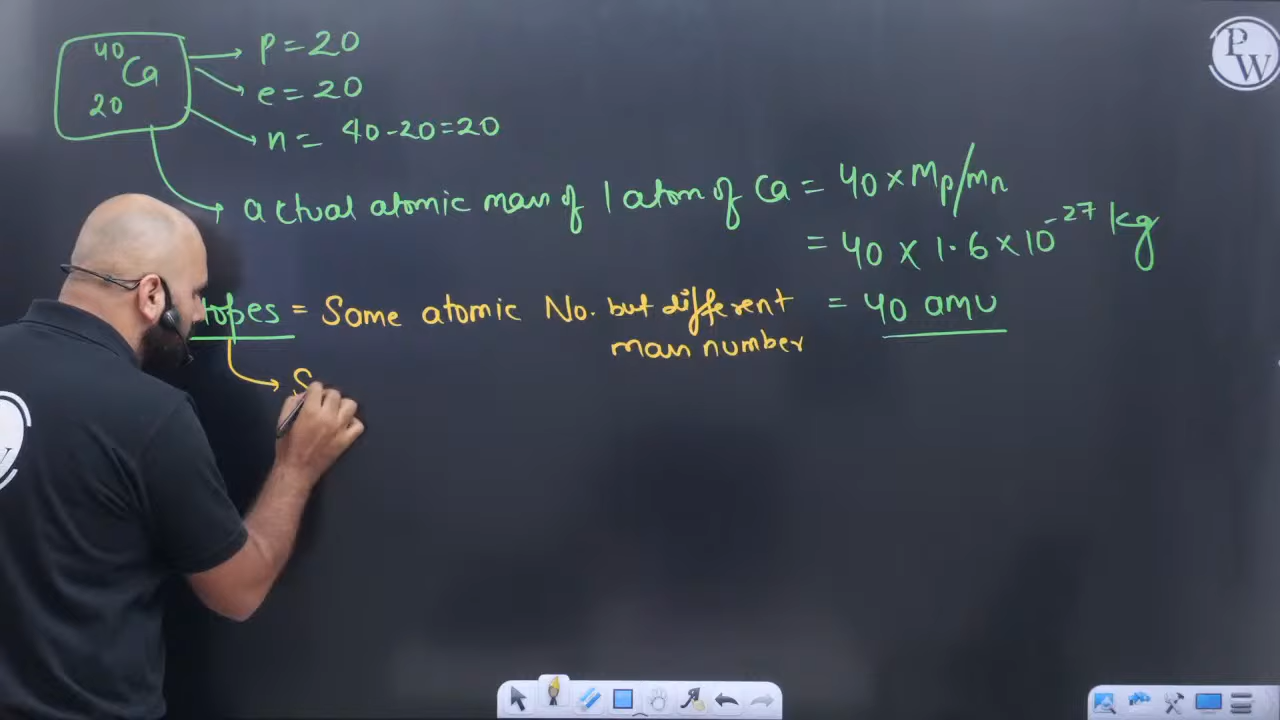 40
Ca
20
p = 20
e = 20
n = 40 - 20 = 20
actual atomic mass of 1 atom of Ca = 40 × Mp/mn
= 40 × 1.6 × 10⁻²⁷ kg
topes = Same atomic No. but different
mass number
= 40 amu
S
PW
W